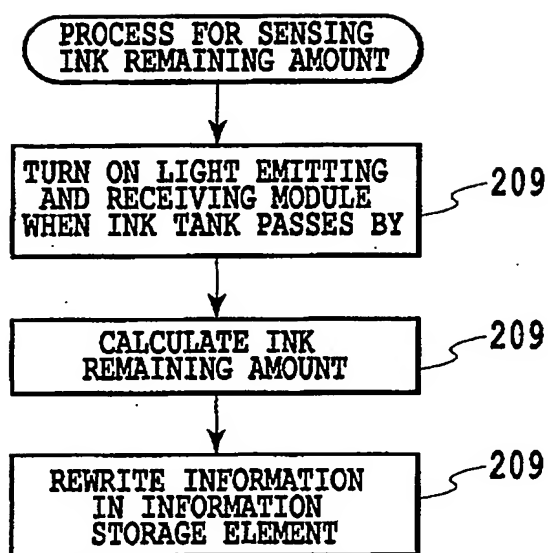 PROCESS FOR SENSING
INK REMAINING AMOUNT
TURN ON LIGHT EMITTING
AND RECEIVING MODULE
WHEN INK TANK PASSES BY
209
CALCULATE INK
REMAINING AMOUNT
209
REWRITE INFORMATION
IN INFORMATION
STORAGE ELEMENT
209